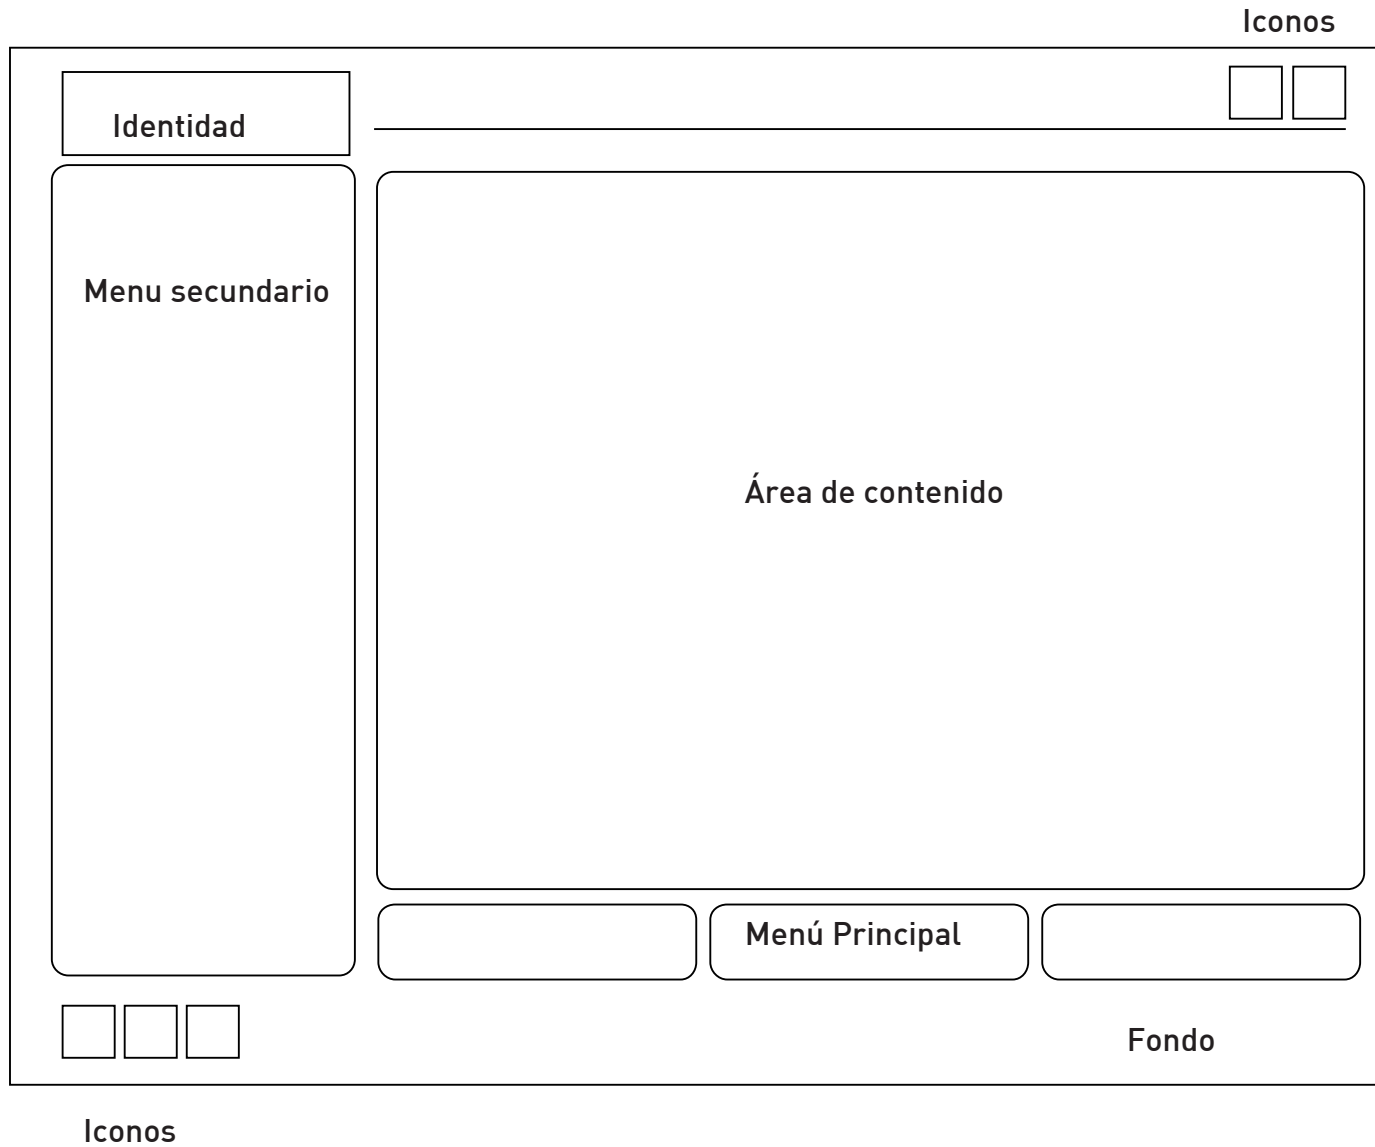 Iconos
Identidad
Menu secundario
Área de contenido
Menú Principal
Fondo
Iconos